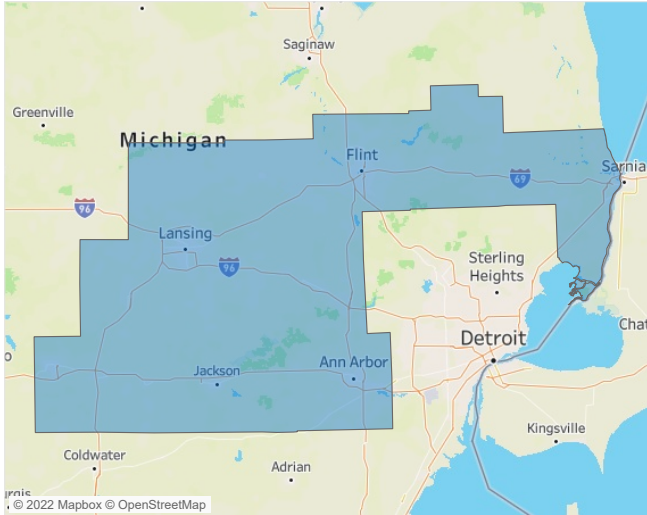 Saginaw
Greenville
Michigan
Flint
Sarnia
69
96
Lansing
96
Sterling
Heights
Chat
Detroit
Jackson
Ann Arbor
Kingsville
Coldwater
Adrian
urgis
© 2022 Mapbox © OpenStreetMap